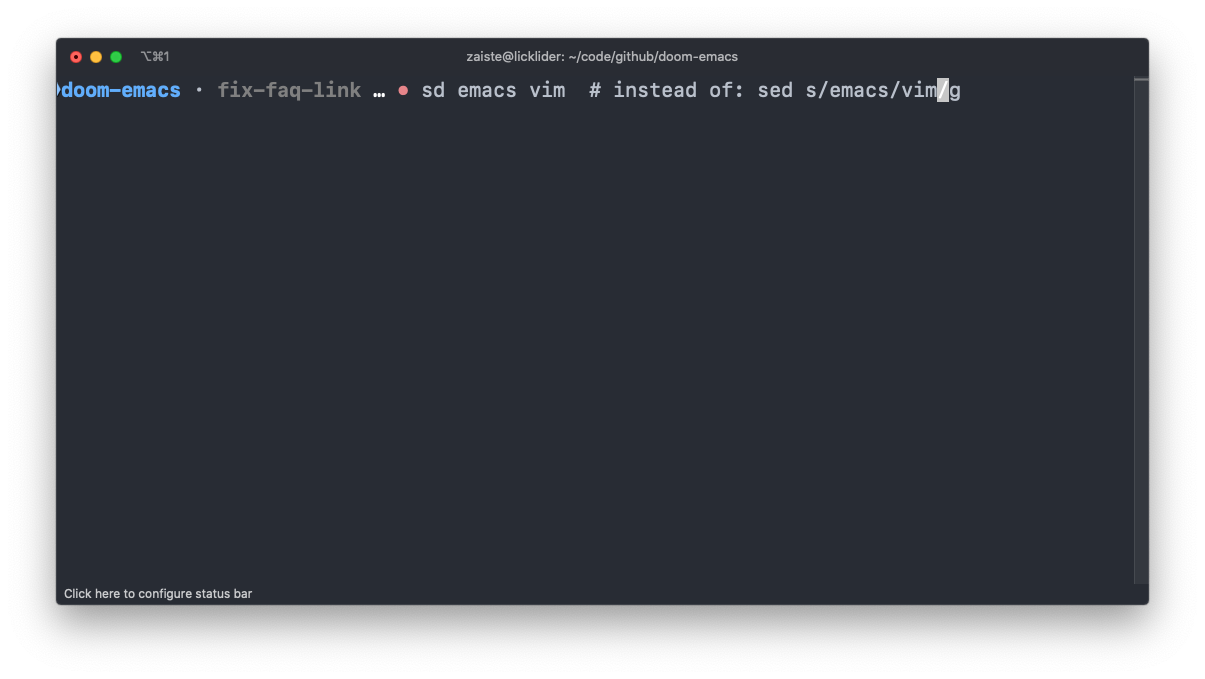 ⌥⌘1 zaiste@licklider: ~/code/github/doom-emacs
doom-emacs · fix-faq-link … ● sd emacs vim  # instead of: sed s/emacs/vim/g
Click here to configure status bar